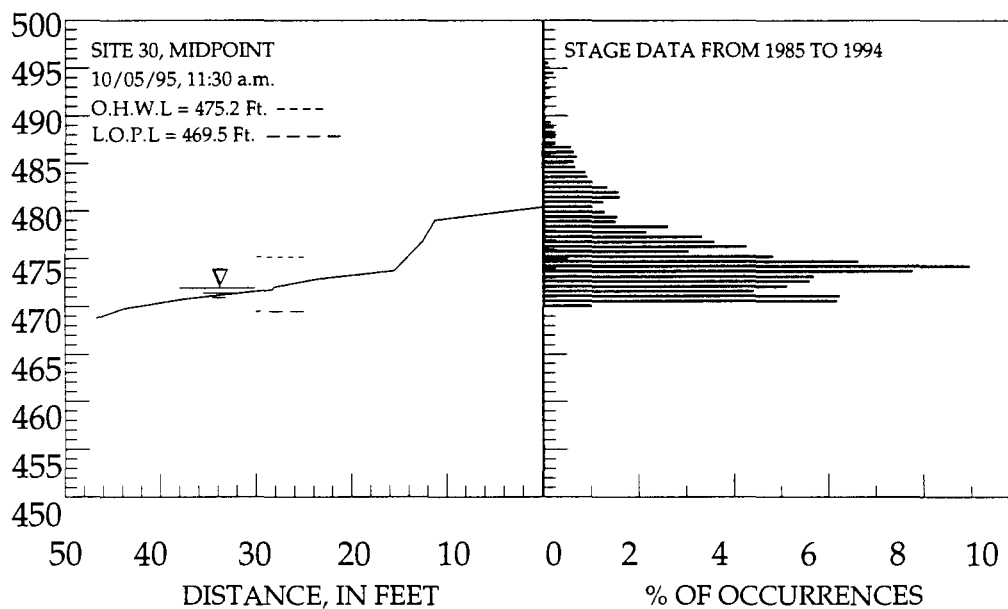 500
495
490
485
480
475
470
465
460
455
450
SITE 30, MIDPOINT
10/05/95, 11:30 a.m.
O.H.W.L = 475.2 Ft.
L.O.P.L = 469.5 Ft.
STAGE DATA FROM 1985 TO 1994
50 40 30 20 10
0 2 4 6 8 10
DISTANCE, IN FEET
% OF OCCURRENCES